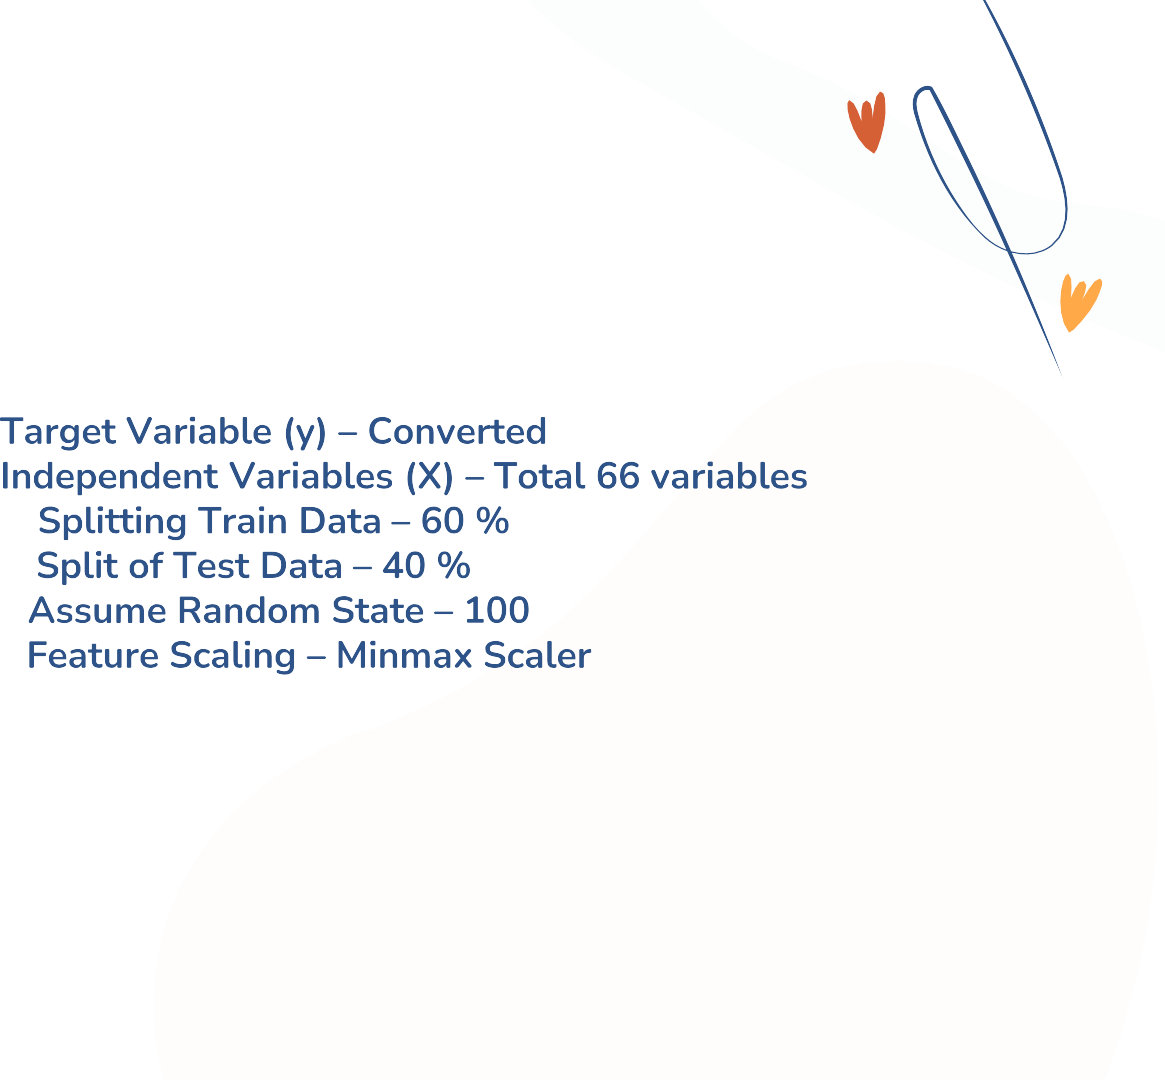 Target Variable (y) – Converted
Independent Variables (X) – Total 66 variables
Splitting Train Data – 60 %
Split of Test Data – 40 %
Assume Random State – 100
Feature Scaling – Minmax Scaler